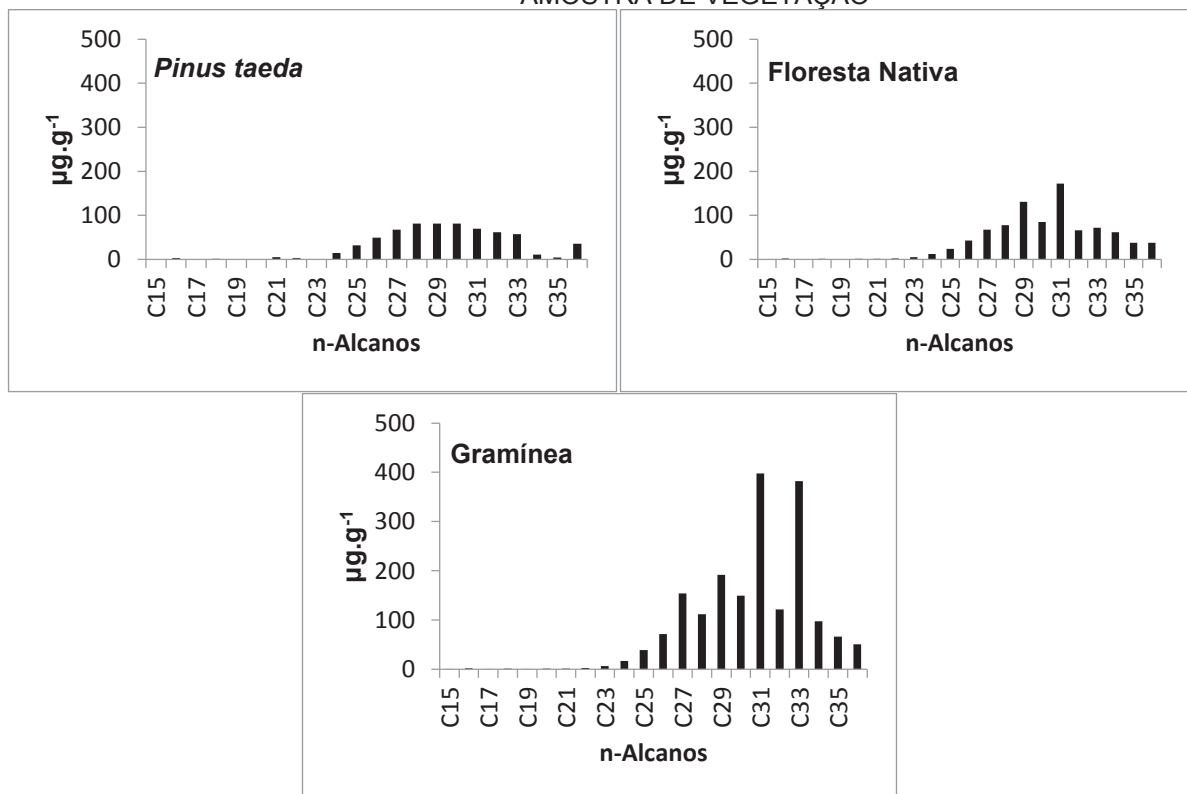 AMOSTRA DE VEGETAÇÃO
500
400
300
200
100
0
µg.g-1
Pinus taeda
C15
C17
C19
C21
C23
C25
C27
C29
C31
C33
C35
n-Alcanos
500
400
300
200
100
0
µg.g-1
Floresta Nativa
C15
C17
C19
C21
C23
C25
C27
C29
C31
C33
C35
n-Alcanos
500
400
300
200
100
0
µg.g-1
Gramínea
C15
C17
C19
C21
C23
C25
C27
C29
C31
C33
C35
n-Alcanos